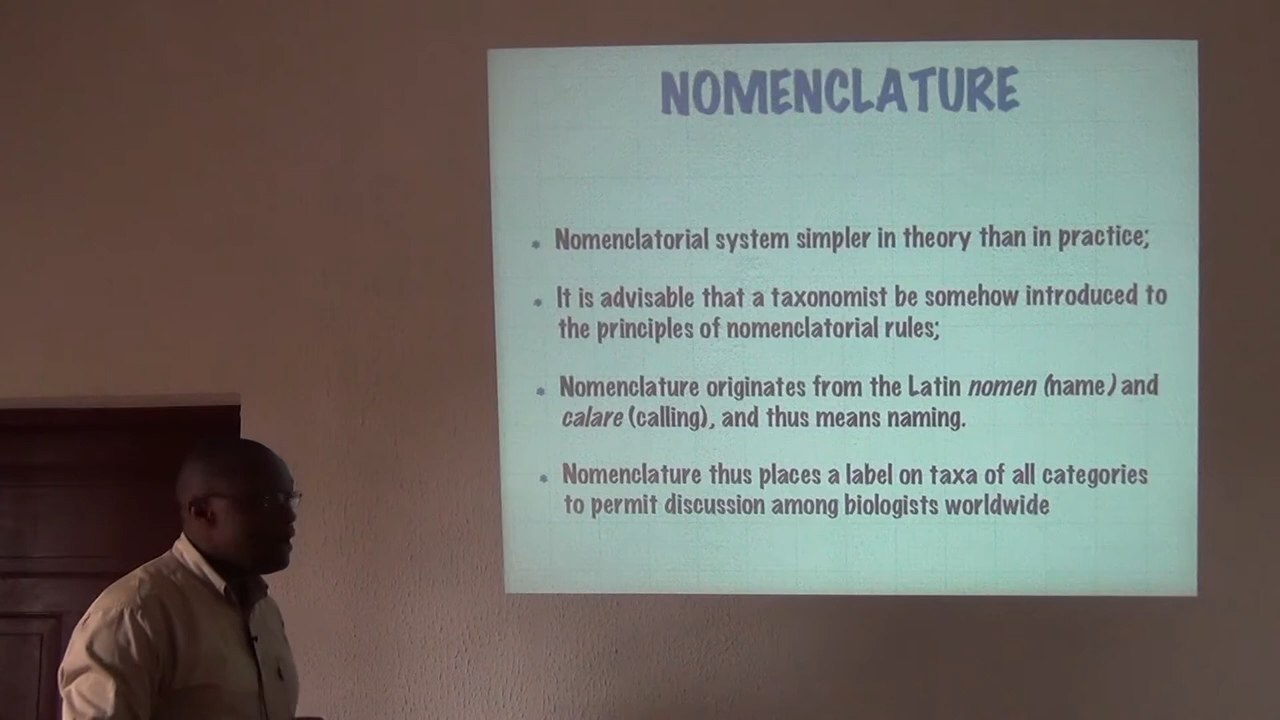 NOMENCLATURE
• Nomenclatorial system simpler in theory than in practice;
• It is advisable that a taxonomist be somehow introduced to
the principles of nomenclatorial rules;
• Nomenclature originates from the Latin nomen (name) and
calare (calling), and thus means naming.
• Nomenclature thus places a label on taxa of all categories
to permit discussion among biologists worldwide